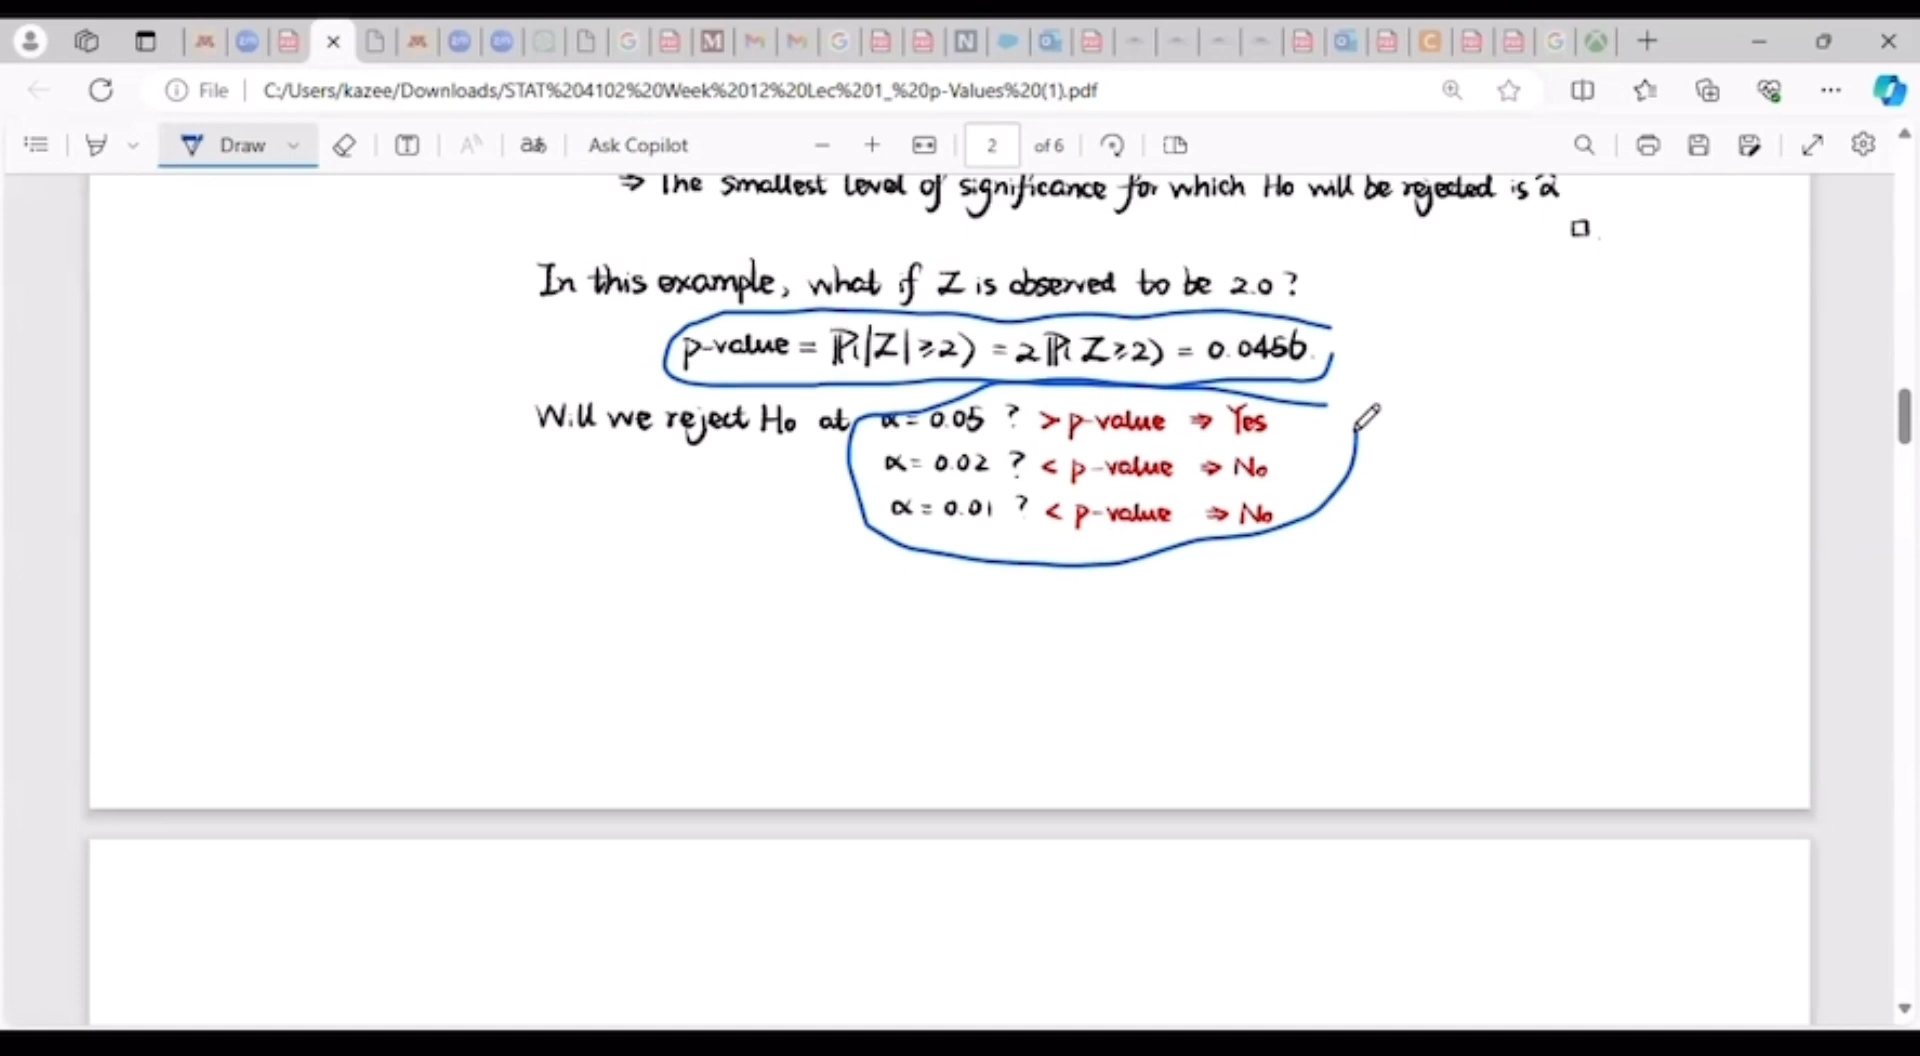 File C:/Users/kazee/Downloads/STAT%204102%20Week%2012%20Lec%201_%20p-Values%20(1).pdf
Draw Ask Copilot 2 of 6
⇒ The smallest level of significance for which Ho will be rejected is
In this example, what if Z is observed to be 2.0?
p-value = P(|Z|≥2) = 2P(Z≥2) = 0.0456.
Will we reject Ho at α = 0.05 ? > p-value ⇒ Yes
α = 0.02 ? < p-value ⇒ No
α = 0.01 ? < p-value ⇒ No